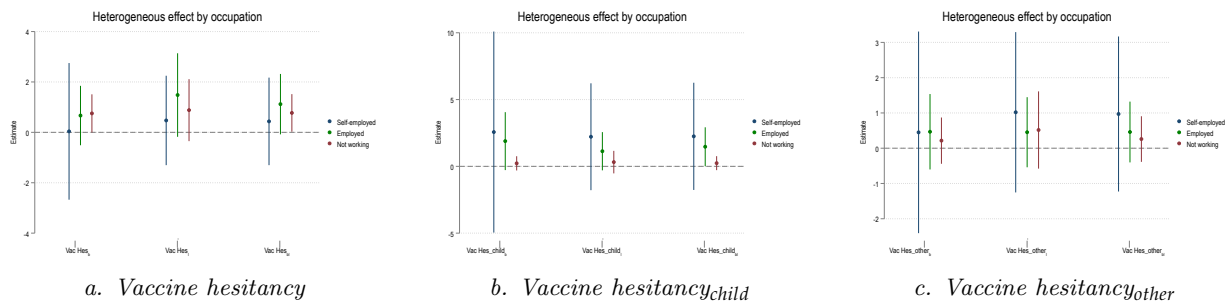 Heterogeneous effect by occupation
4
2
0
-2
-4
Estimate
Vac Hes
Vac Hes
Vac Hes
Self-employed
Employed
Not working
a. Vaccine hesitancy
Heterogeneous effect by occupation
10
5
0
-5
Estimate
Vac Hes_child
Vac Hes_child
Vac Hes_child
Self-employed
Employed
Not working
b. Vaccine hesitancy_child
Heterogeneous effect by occupation
3
2
1
0
-1
-2
Estimate
Vac Hes_other
Vac Hes_other
Vac Hes_other
Self-employed
Employed
Not working
c. Vaccine hesitancy_other